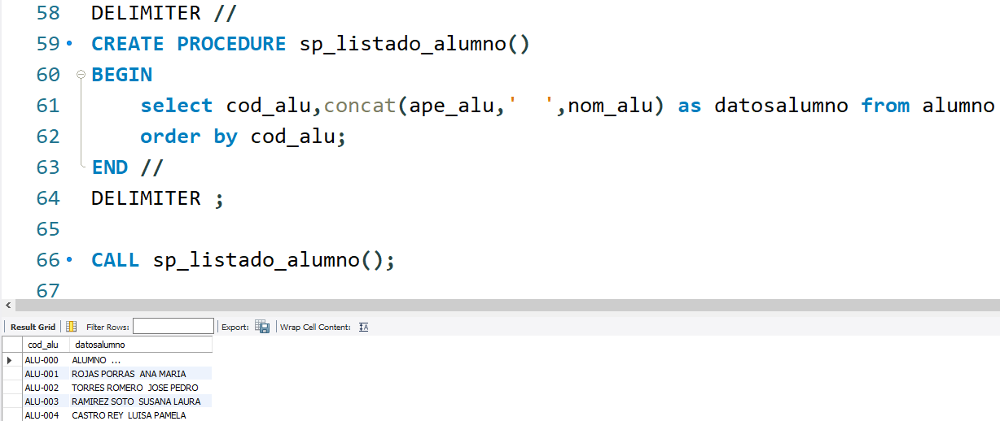 58 DELIMITER //
59 CREATE PROCEDURE sp_listado_alumno()
60 BEGIN
61 select cod_alu,concat(ape_alu,'  ',nom_alu) as datosalumno from alumno
62 order by cod_alu;
63 END //
64 DELIMITER ;
65
66 CALL sp_listado_alumno();
67
Result Grid Filter Rows: Export: Wrap Cell Content: IA
cod_alu datosalumno
ALU-000 ALUMNO  ...
ALU-001 ROJAS PORRAS  ANA MARIA
ALU-002 TORRES ROMERO  JOSE PEDRO
ALU-003 RAMIREZ SOTO  SUSANA LAURA
ALU-004 CASTRO REY  LUISA PAMELA